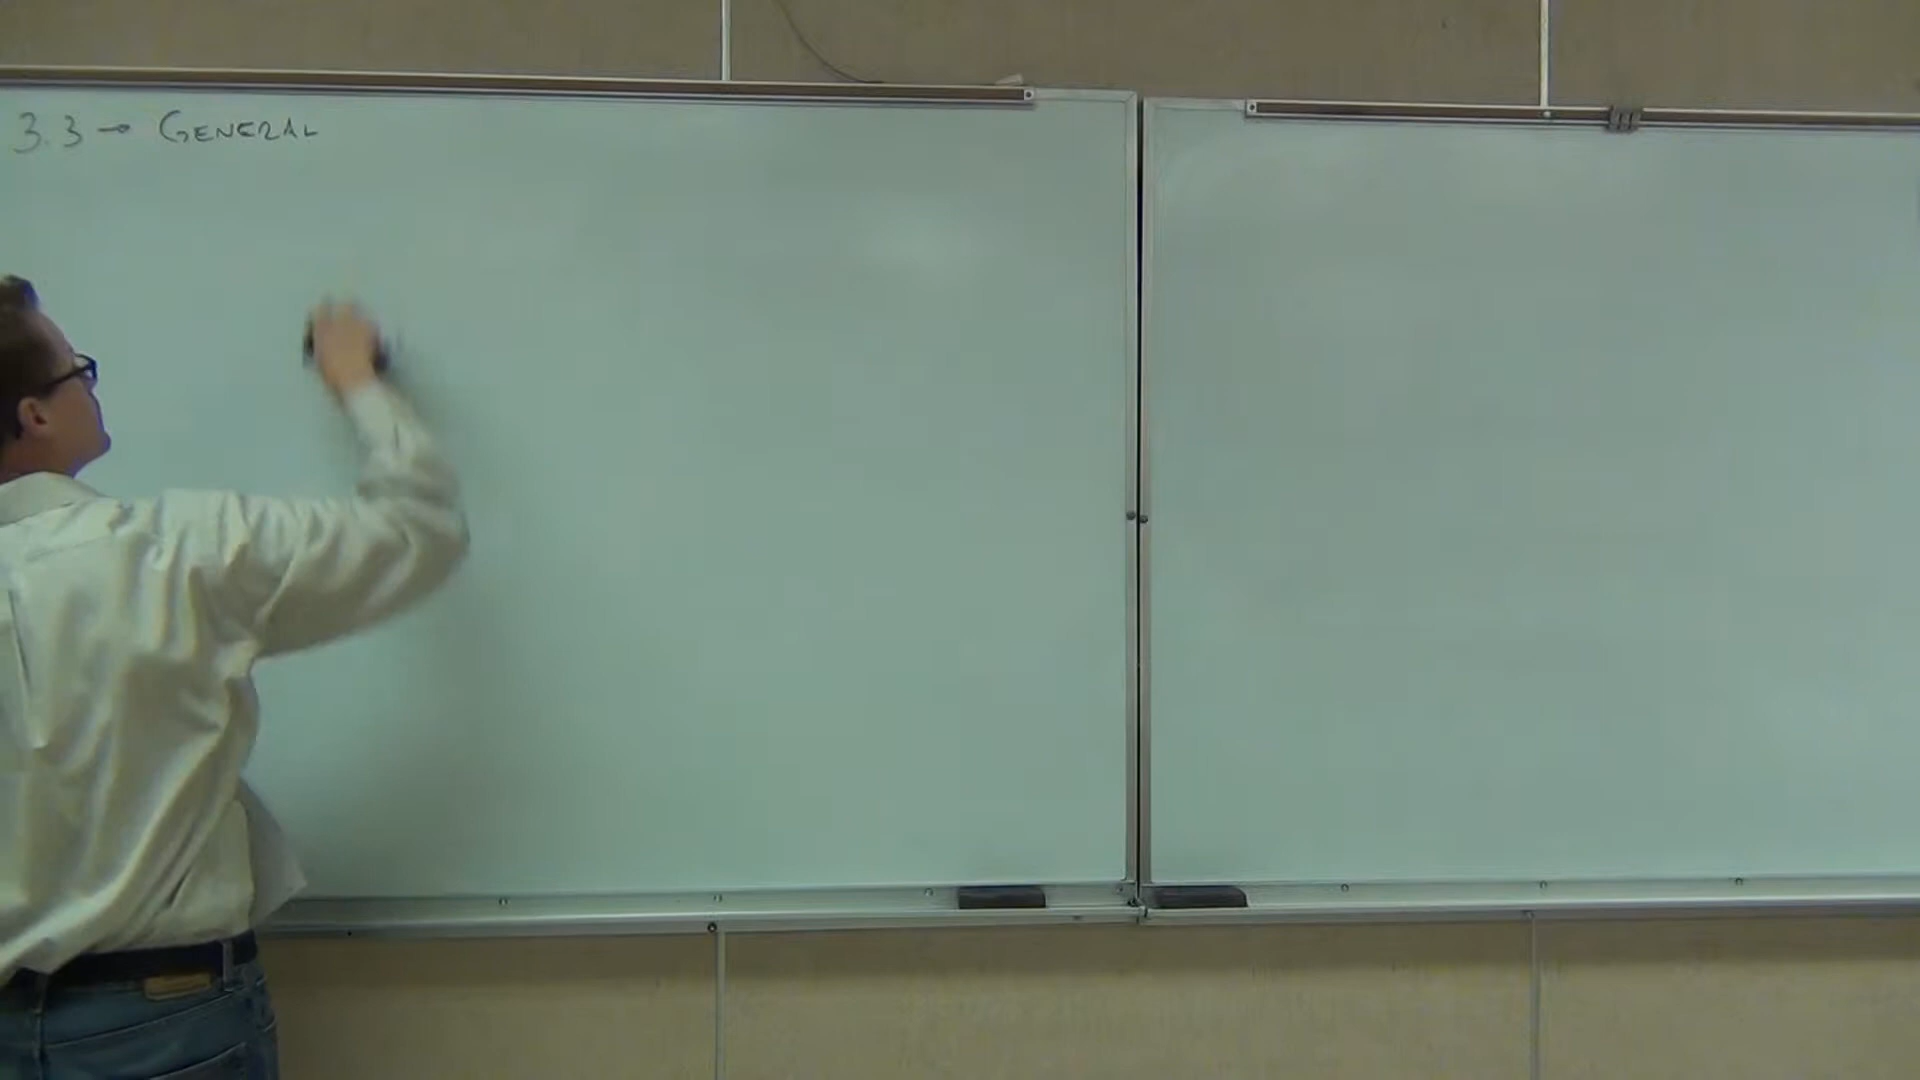 3.3 → GENERAL